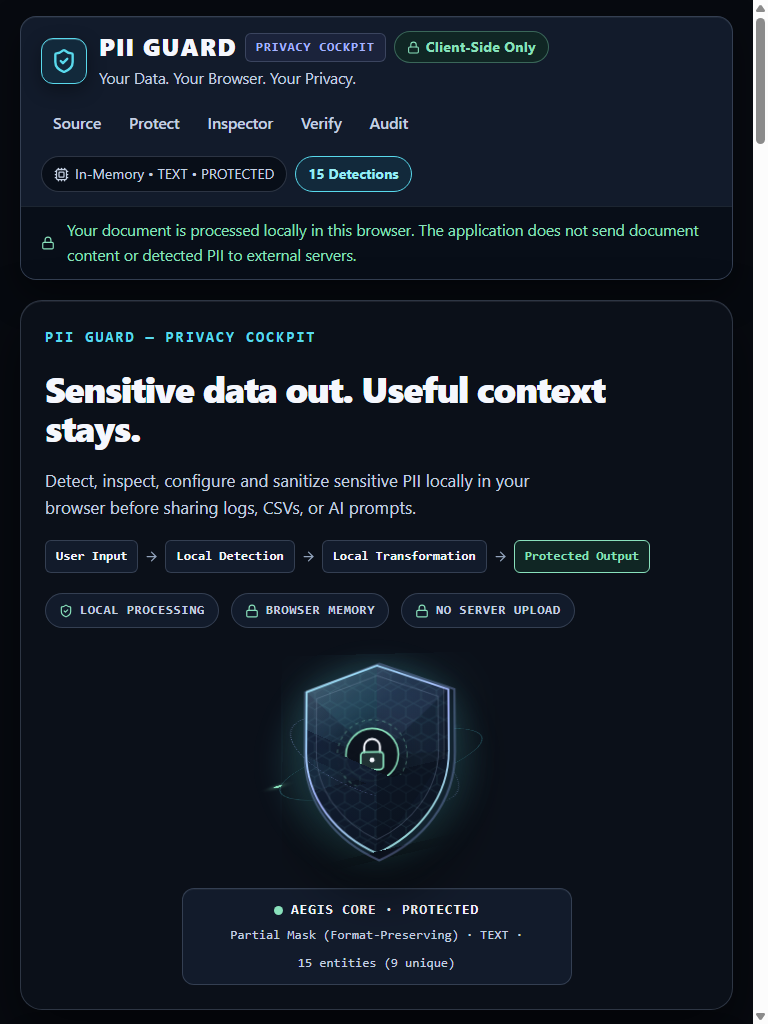 PII GUARD PRIVACY COCKPIT Client-Side Only
Your Data. Your Browser. Your Privacy.
Source Protect Inspector Verify Audit
In-Memory • TEXT • PROTECTED 15 Detections
Your document is processed locally in this browser. The application does not send document
content or detected PII to external servers.
PII GUARD — PRIVACY COCKPIT
Sensitive data out. Useful context
stays.
Detect, inspect, configure and sanitize sensitive PII locally in your
browser before sharing logs, CSVs, or AI prompts.
User Input → Local Detection → Local Transformation → Protected Output
LOCAL PROCESSING BROWSER MEMORY NO SERVER UPLOAD
AEGIS CORE • PROTECTED
Partial Mask (Format-Preserving) · TEXT ·
15 entities (9 unique)